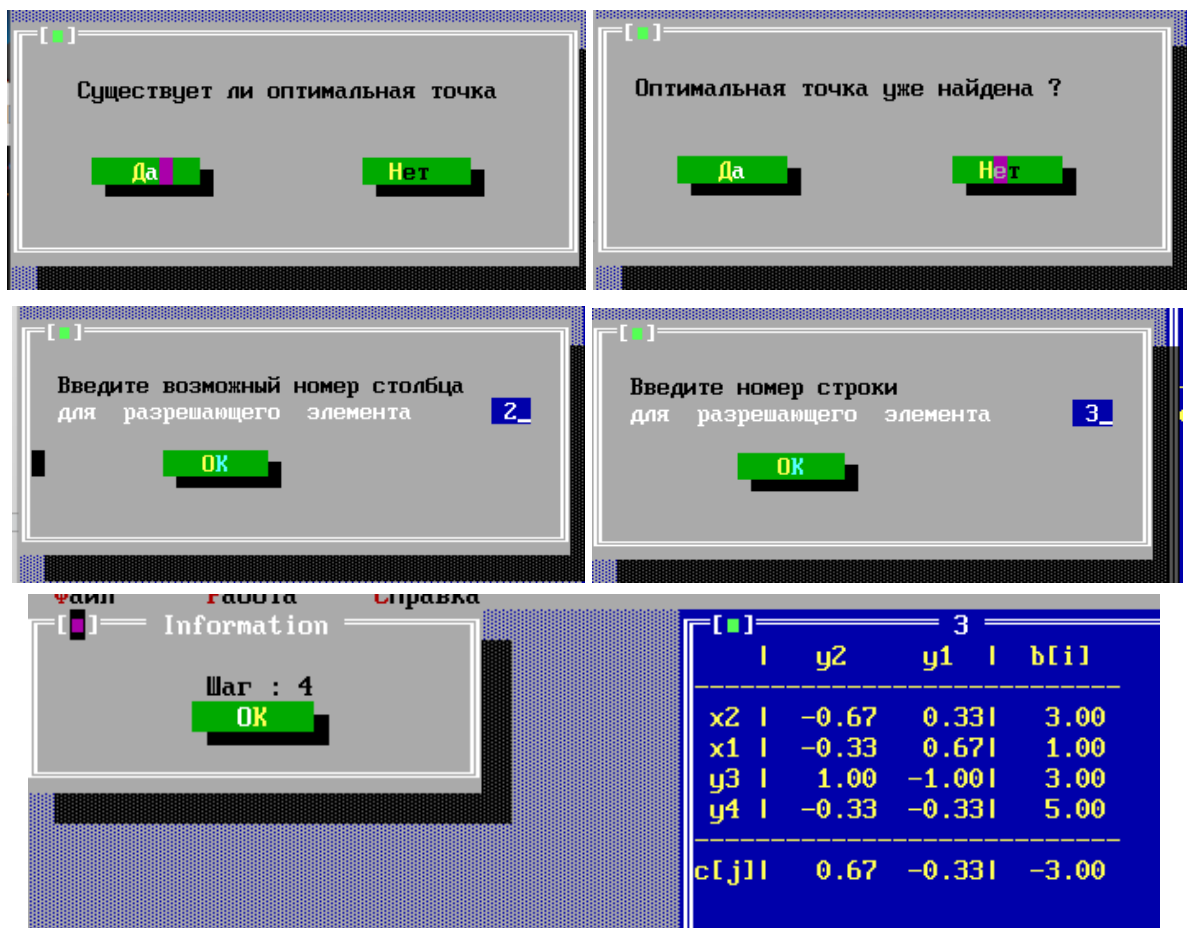 Существует ли оптимальная точка
Да Нет
Оптимальная точка уже найдена ?
Да Нет
Введите возможный номер столбца
для разрешающего элемента 2_
OK
Введите номер строки
для разрешающего элемента 3_
OK
Файл Работа Справка
Information
Шаг : 4
OK
3
| y2 y1 | b[i]
x2 | -0.67 0.33| 3.00
x1 | -0.33 0.67| 1.00
y3 | 1.00 -1.00| 3.00
y4 | -0.33 -0.33| 5.00
c[j]| 0.67 -0.33| -3.00